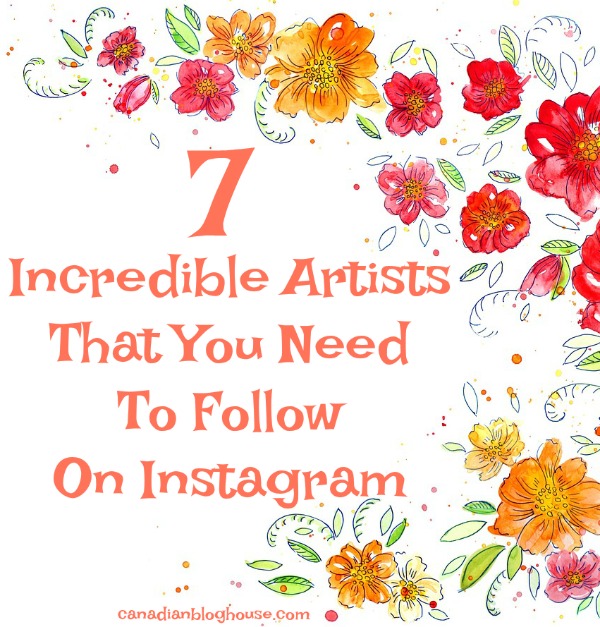 7
Incredible Artists
That You Need
To Follow
On Instagram
canadianbloghouse.com